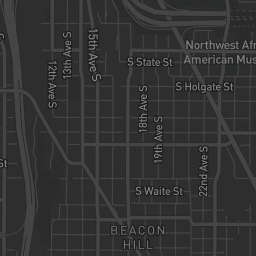 15th Ave S
13th Ave S
12th Ave S
Northwest Afr
American Mus
S State St
S Holgate St
18th Ave S
19th Ave S
22nd Ave S
St
S Waite St
BEACON
HILL